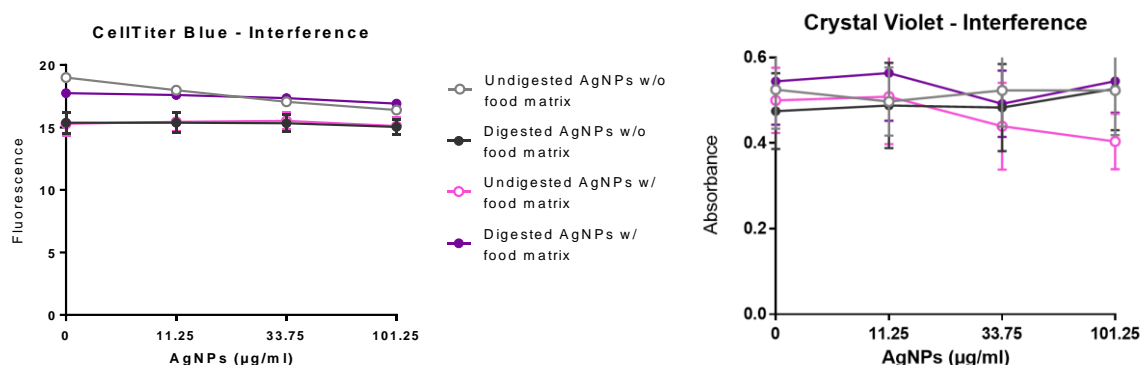 CellTiter Blue - Interference
20
15
10
5
0
Fluorescence
0 11.25 33.75 101.25
AgNPs (µg/ml)
Undigested AgNPs w/o
food matrix
Digested AgNPs w/o
food matrix
Undigested AgNPs w/
food matrix
Digested AgNPs w/
food matrix
Crystal Violet - Interference
0.6
0.4
0.2
0.0
Absorbance
0 11.25 33.75 101.25
AgNPs (µg/ml)